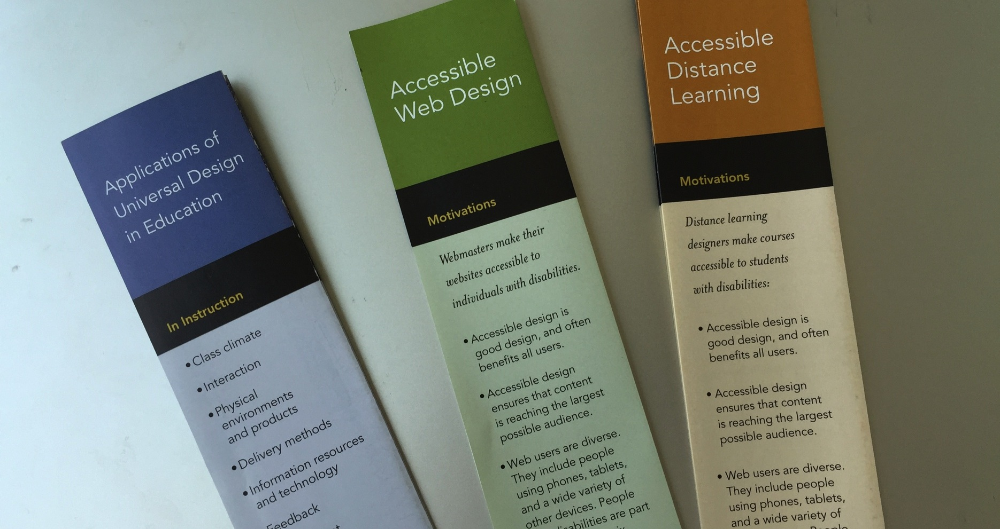 Applications of
Universal Design
in Education
In Instruction
• Class climate
• Interaction
• Physical
environments
and products
• Delivery methods
• Information resources
and technology
Feedback
Accessible
Web Design
Motivations
Webmasters make their
websites accessible to
individuals with disabilities.
• Accessible design is
good design, and often
benefits all users.
• Accessible design
ensures that content
is reaching the largest
possible audience.
• Web users are diverse.
They include people
using phones, tablets,
and a wide variety of
other devices. People
are part
Accessible
Distance
Learning
Motivations
Distance learning
designers make courses
accessible to students
with disabilities:
• Accessible design is
good design, and often
benefits all users.
• Accessible design
ensures that content
is reaching the largest
possible audience.
• Web users are diverse.
They include people
using phones, tablets,
and a wide variety of
People